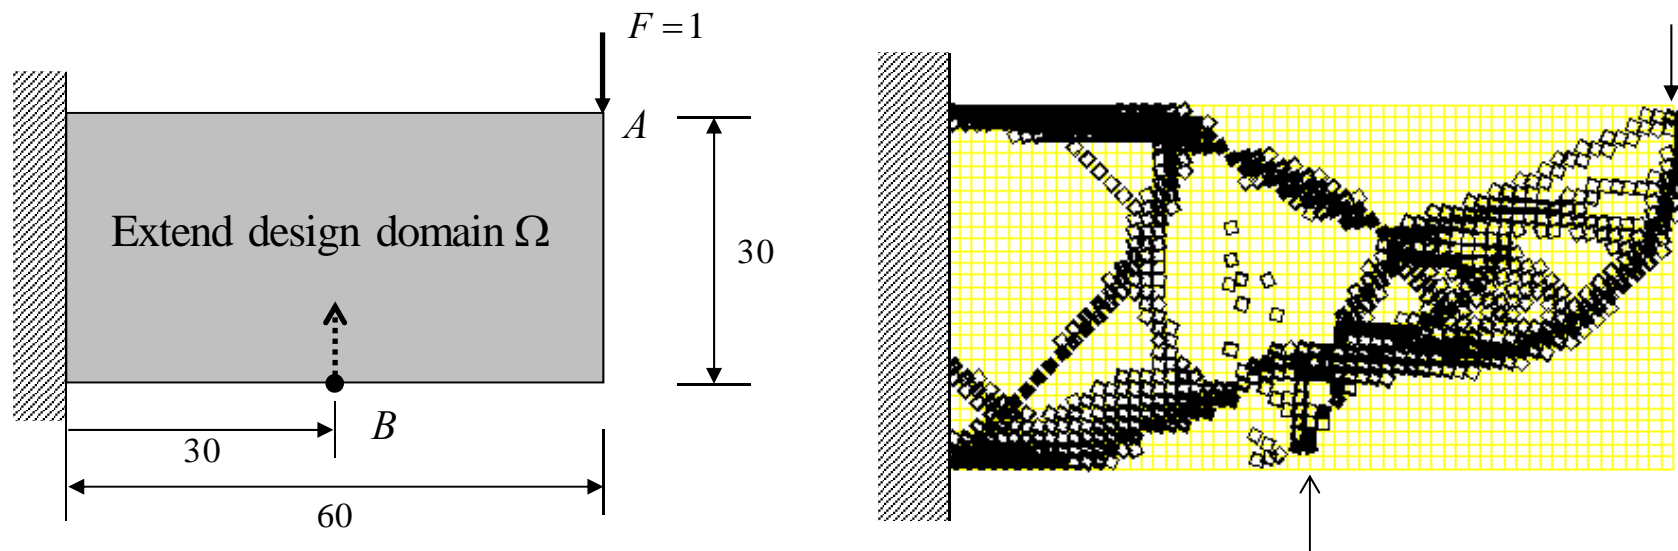 F = 1
A
Extend design domain Ω
30
B
30
60